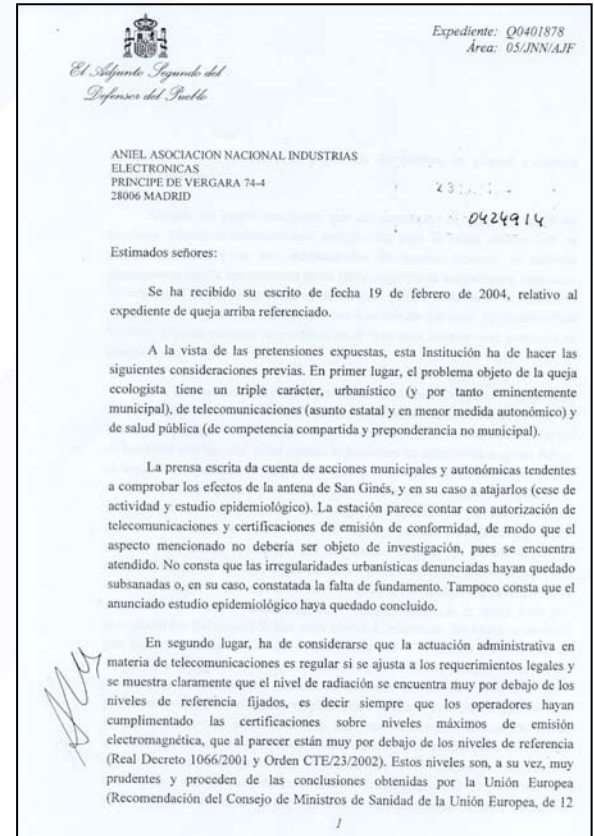 Expediente: Q0401878
Área: 05/JNN/AJF
El Adjunto Segundo del
Defensor del Pueblo
ANIEL ASOCIACION NACIONAL INDUSTRIAS
ELECTRONICAS
PRINCIPE DE VERGARA 74-4
28006 MADRID
0424914
Estimados señores:
Se ha recibido su escrito de fecha 19 de febrero de 2004, relativo al
expediente de queja arriba referenciado.
A la vista de las pretensiones expuestas, esta Institución ha de hacer las
siguientes consideraciones previas. En primer lugar, el problema objeto de la queja
ecologista tiene un triple carácter, urbanístico (y por tanto eminentemente
municipal), de telecomunicaciones (asunto estatal y en menor medida autonómico) y
de salud pública (de competencia compartida y preponderancia no municipal).
La prensa escrita da cuenta de acciones municipales y autonómicas tendentes
a comprobar los efectos de la antena de San Ginés, y en su caso a atajarlos (cese de
actividad y estudio epidemiológico). La estación parece contar con autorización de
telecomunicaciones y certificaciones de emisión de conformidad, de modo que el
aspecto mencionado no debería ser objeto de investigación, pues se encuentra
atendido. No consta que las irregularidades urbanísticas denunciadas hayan quedado
subsanadas o, en su caso, constatada la falta de fundamento. Tampoco consta que el
anunciado estudio epidemiológico haya quedado concluido.
En segundo lugar, ha de considerarse que la actuación administrativa en
materia de telecomunicaciones es regular si se ajusta a los requerimientos legales y
se muestra claramente que el nivel de radiación se encuentra muy por debajo de los
niveles de referencia fijados, es decir siempre que los operadores hayan
cumplimentado las certificaciones sobre niveles máximos de emisión
electromagnética, que al parecer están muy por debajo de los niveles de referencia
(Real Decreto 1066/2001 y Orden CTE/23/2002). Estos niveles son, a su vez, muy
prudentes y proceden de las conclusiones obtenidas por la Unión Europea
(Recomendación del Consejo de Ministros de Sanidad de la Unión Europea, de 12
1